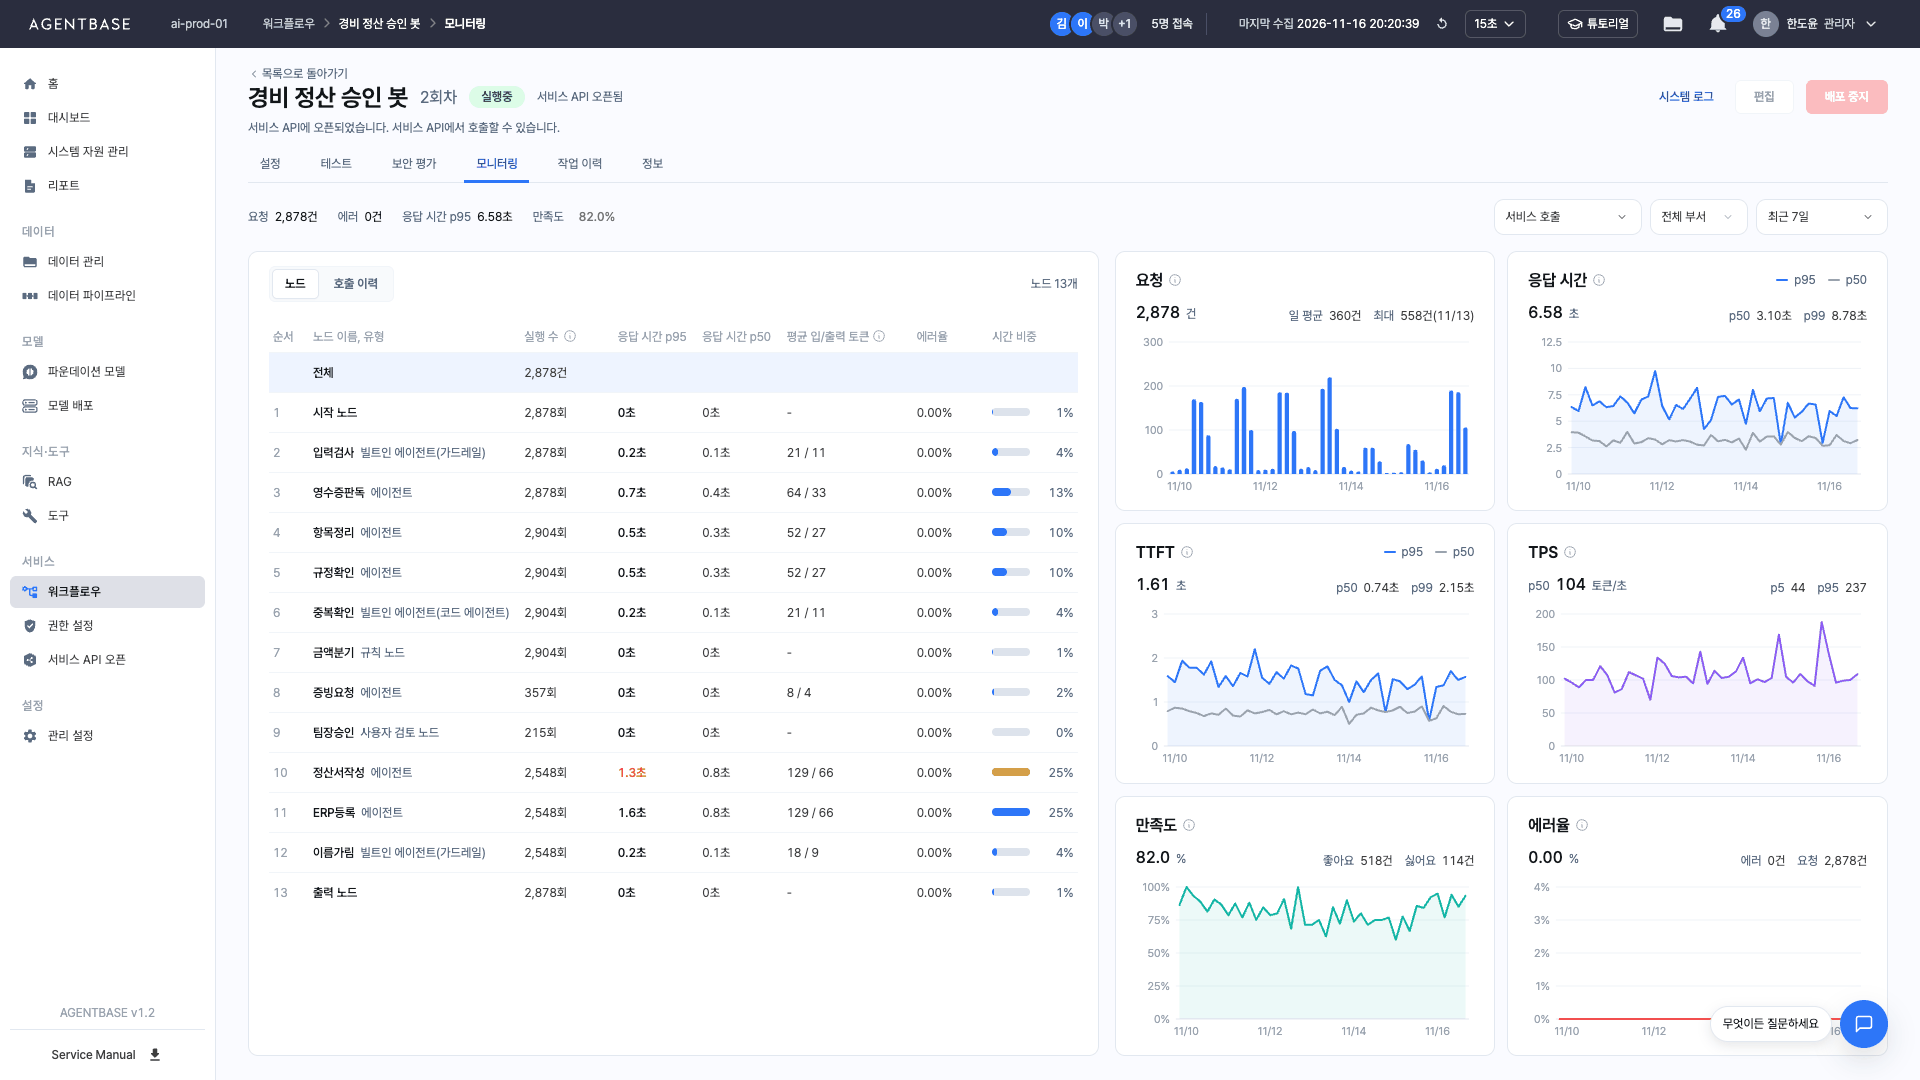 AGENTBASE
ai-prod-01
워크플로우 > 경비 정산 승인 봇 > 모니터링
김 이 박 +1 5명 접속
마지막 수집 2026-11-16 20:20:39
15초
튜토리얼
26
한 한도윤 관리자
홈
대시보드
시스템 자원 관리
리포트
데이터
데이터 관리
데이터 파이프라인
모델
파운데이션 모델
모델 배포
지식·도구
RAG
도구
서비스
워크플로우
권한 설정
서비스 API 오픈
설정
관리 설정
AGENTBASE v1.2
Service Manual
목록으로 돌아가기
경비 정산 승인 봇 2회차 실행중 서비스 API 오픈됨
시스템 로그 편집 배포 중지
서비스 API에 오픈되었습니다. 서비스 API에서 호출할 수 있습니다.
설정 테스트 보안 평가 모니터링 작업 이력 정보
요청 2,878건 에러 0건 응답 시간 p95 6.58초 만족도 82.0%
서비스 호출 전체 부서 최근 7일
노드 호출 이력 노드 13개
순서 노드 이름, 유형 실행 수 응답 시간 p95 응답 시간 p50 평균 입/출력 토큰 에러율 시간 비중
전체 2,878건
1 시작 노드 2,878회 0초 0초 - 0.00% 1%
2 입력검사 빌트인 에이전트(가드레일) 2,878회 0.2초 0.1초 21 / 11 0.00% 4%
3 영수증판독 에이전트 2,878회 0.7초 0.4초 64 / 33 0.00% 13%
4 항목정리 에이전트 2,904회 0.5초 0.3초 52 / 27 0.00% 10%
5 규정확인 에이전트 2,904회 0.5초 0.3초 52 / 27 0.00% 10%
6 중복확인 빌트인 에이전트(코드 에이전트) 2,904회 0.2초 0.1초 21 / 11 0.00% 4%
7 금액분기 규칙 노드 2,904회 0초 0초 - 0.00% 1%
8 증빙요청 에이전트 357회 0초 0초 8 / 4 0.00% 2%
9 팀장승인 사용자 검토 노드 215회 0초 0초 - 0.00% 0%
10 정산서작성 에이전트 2,548회 1.3초 0.8초 129 / 66 0.00% 25%
11 ERP등록 에이전트 2,548회 1.6초 0.8초 129 / 66 0.00% 25%
12 이름가림 빌트인 에이전트(가드레일) 2,548회 0.2초 0.1초 18 / 9 0.00% 4%
13 출력 노드 2,878회 0초 0초 - 0.00% 1%
요청
2,878 건 일 평균 360건 최대 558건(11/13)
300
200
100
0
11/10 11/12 11/14 11/16
응답 시간 p95 p50
6.58 초 p50 3.10초 p99 8.78초
12.5
10
7.5
5
2.5
0
11/10 11/12 11/14 11/16
TTFT p95 p50
1.61 초 p50 0.74초 p99 2.15초
3
2
1
0
11/10 11/12 11/14 11/16
TPS
p50 104 토큰/초 p5 44 p95 237
200
150
100
50
0
11/10 11/12 11/14 11/16
만족도
82.0 % 좋아요 518건 싫어요 114건
100%
75%
50%
25%
0%
11/10 11/12 11/14 11/16
에러율
0.00 % 에러 0건 요청 2,878건
4%
3%
2%
1%
0%
11/10 11/12 16
무엇이든 질문하세요